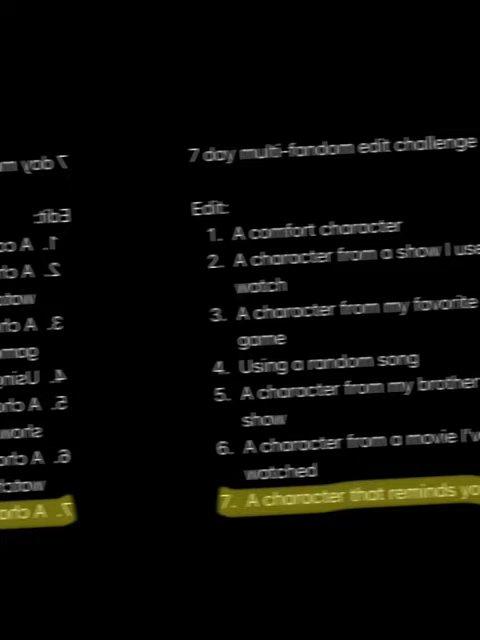 7 day multi-fandom edit challenge
Edit:
1. A comfort character
2. A character from a show I use
watch
3. A character from my favorite
game
4. Using a random song
5. A character from my brother
show
6. A character from a movie I'v
watched
7. A character that reminds yo